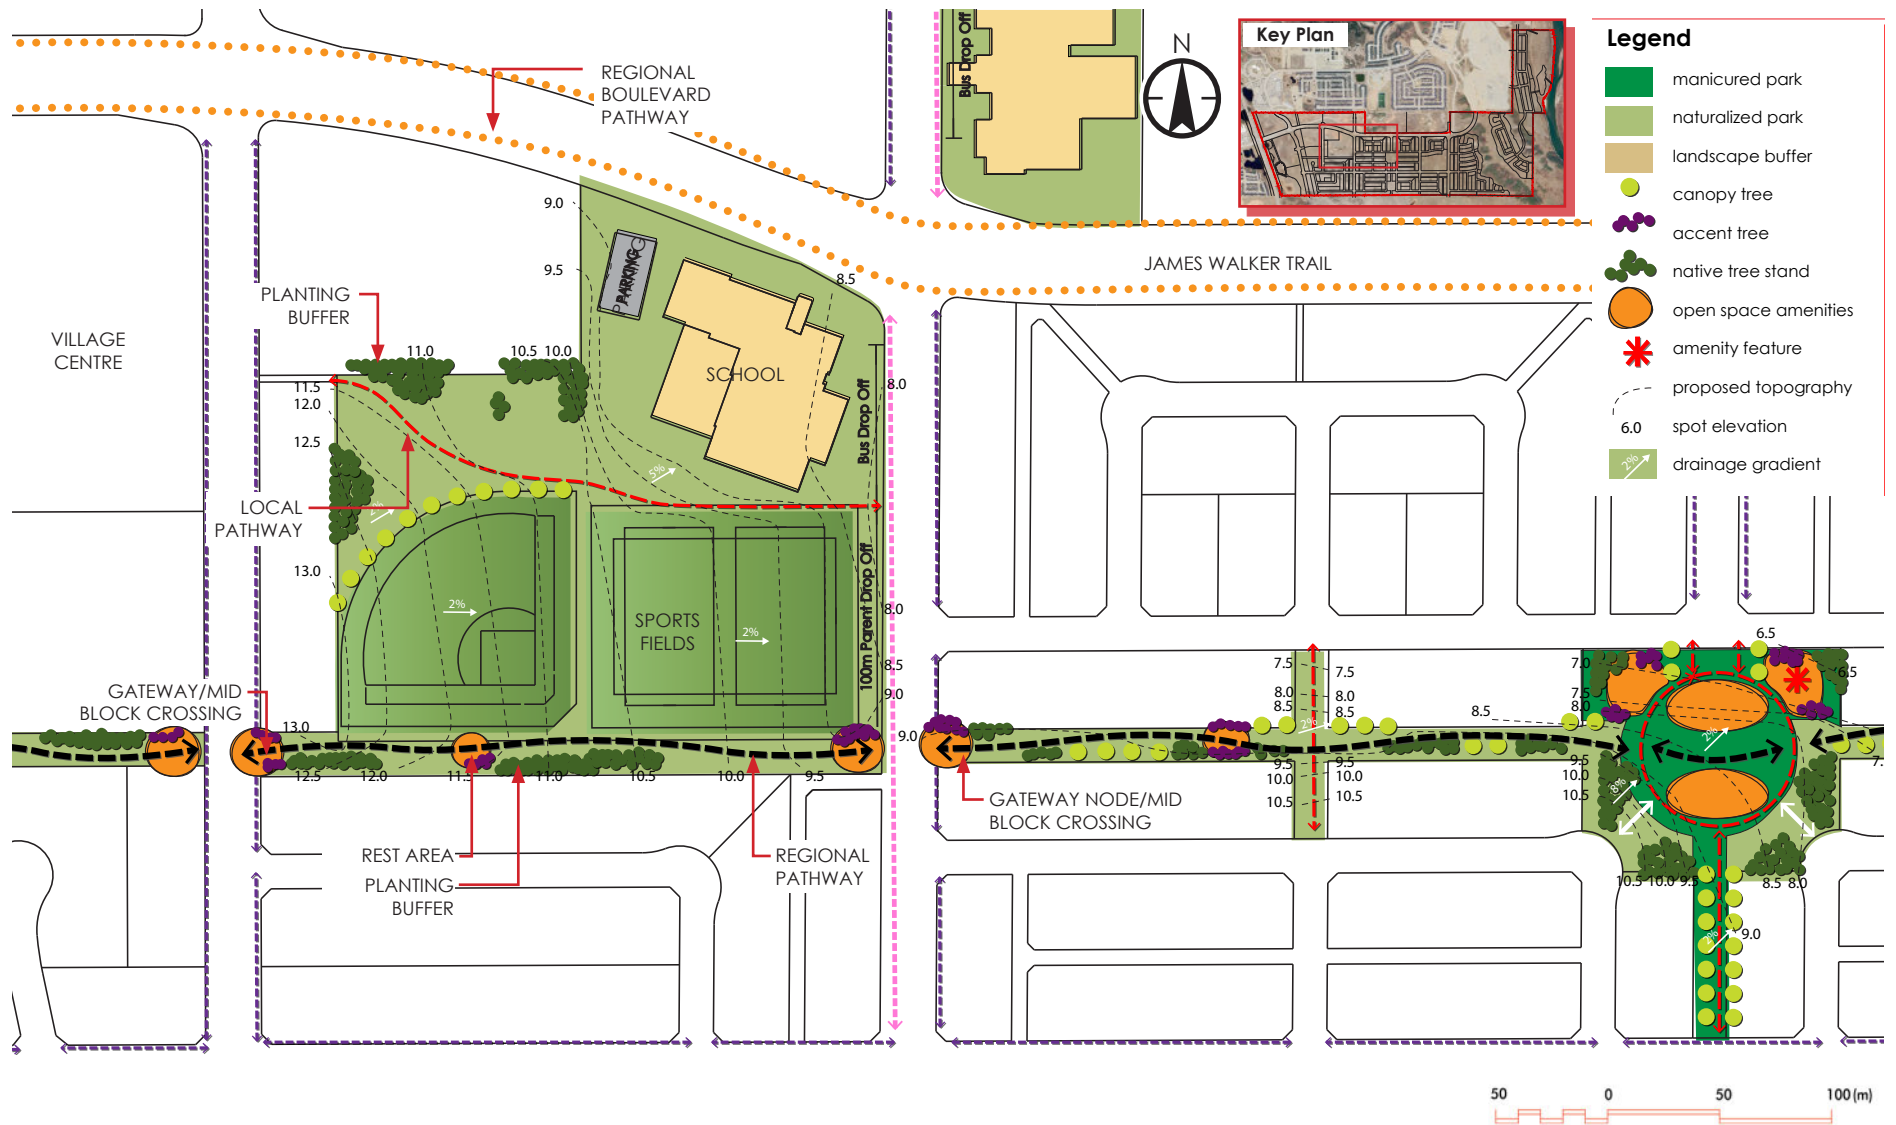 Bus Drop Off
N
Key Plan
Legend
manicured park
naturalized park
landscape buffer
canopy tree
accent tree
native tree stand
open space amenities
amenity feature
proposed topography
6.0 spot elevation
2% drainage gradient
REGIONAL
BOULEVARD
PATHWAY
JAMES WALKER TRAIL
9.0
9.5
8.5
PARKING
PLANTING
BUFFER
VILLAGE
CENTRE
11.0
10.5 10.0
11.5
12.0
12.5
SCHOOL
8.0
Bus Drop Off
5%
2%
LOCAL
PATHWAY
13.0
2%
SPORTS
FIELDS
2%
100m Parent Drop Off
8.0
8.5
9.0
9.0
GATEWAY/MID
BLOCK CROSSING
13.0
12.5
12.0
11.5
11.0
10.5
10.0
9.5
REST AREA
PLANTING
BUFFER
REGIONAL
PATHWAY
GATEWAY NODE/MID
BLOCK CROSSING
7.5
7.5
8.0
8.0
8.5
8.5
2%
8.5
9.5
9.5
10.0
10.0
10.5
10.5
6.5
7.0
6.5
7.5
8.0
2%
9.5
10.0
10.5
8%
7.
10.5 10.0 9.5
8.5 8.0
2%
9.0
50 0 50 100 (m)